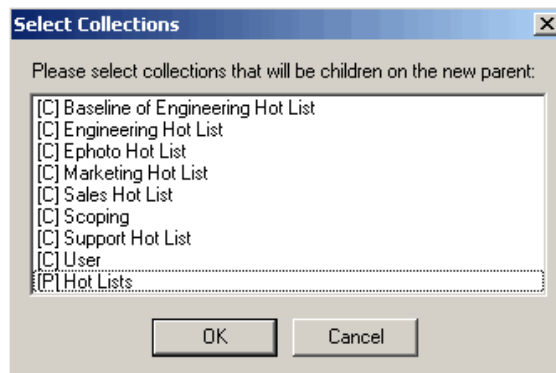 Select Collections
Please select collections that will be children on the new parent:
[C] Baseline of Engineering Hot List
[C] Engineering Hot List
[C] Ephoto Hot List
[C] Marketing Hot List
[C] Sales Hot List
[C] Scoping
[C] Support Hot List
[C] User
[P] Hot Lists
OK Cancel